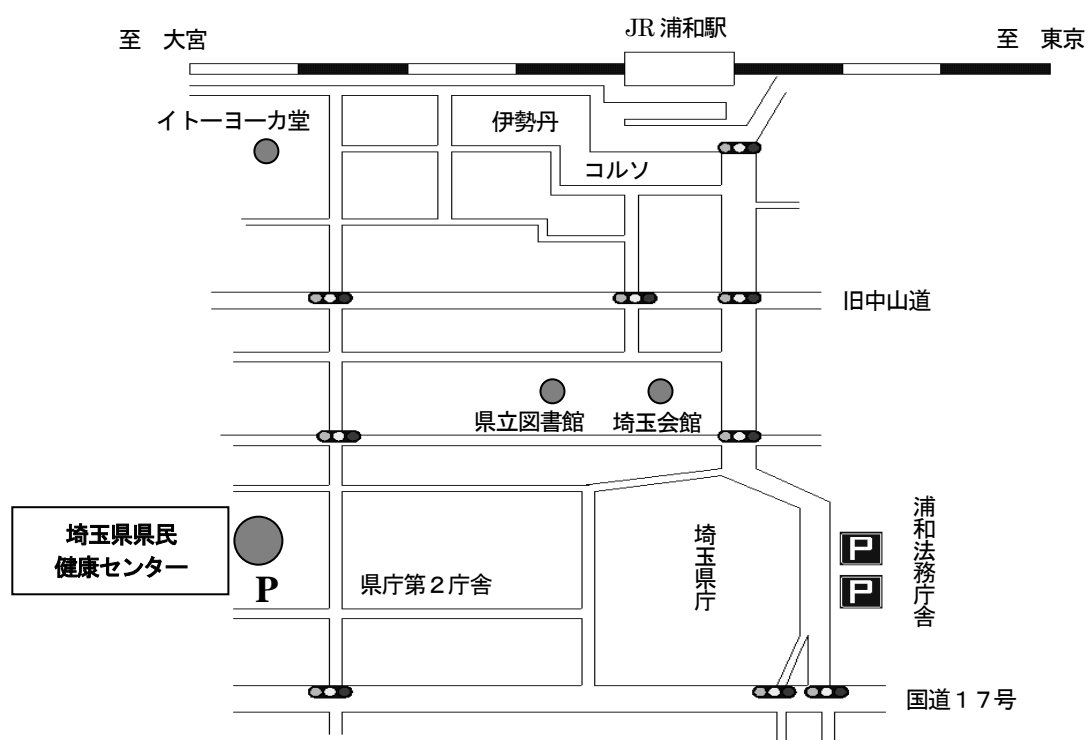 JR 浦和駅
至　大宮
至　東京
イトーヨーカ堂
伊勢丹
コルソ
旧中山道
県立図書館
埼玉会館
埼玉県県民
健康センター
P
県庁第２庁舎
埼玉県庁
P
P
浦和法務庁舎
国道１７号